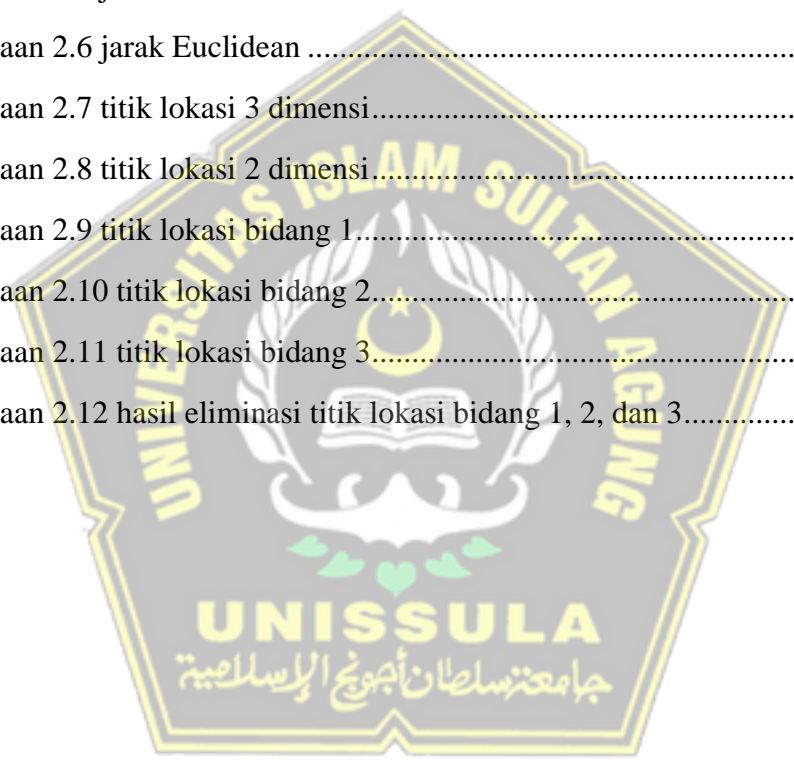 aan 2.6 jarak Euclidean ............................................................
aan 2.7 titik lokasi 3 dimensi.....................................................
aan 2.8 titik lokasi 2 dimensi.....................................................
aan 2.9 titik lokasi bidang 1.......................................................
aan 2.10 titik lokasi bidang 2.....................................................
aan 2.11 titik lokasi bidang 3.....................................................
aan 2.12 hasil eliminasi titik lokasi bidang 1, 2, dan 3..............
UNIVERSITAS ISLAM SULTAN AGUNG
UNISSULA
جامعة سلطان أجونج الإسلامية